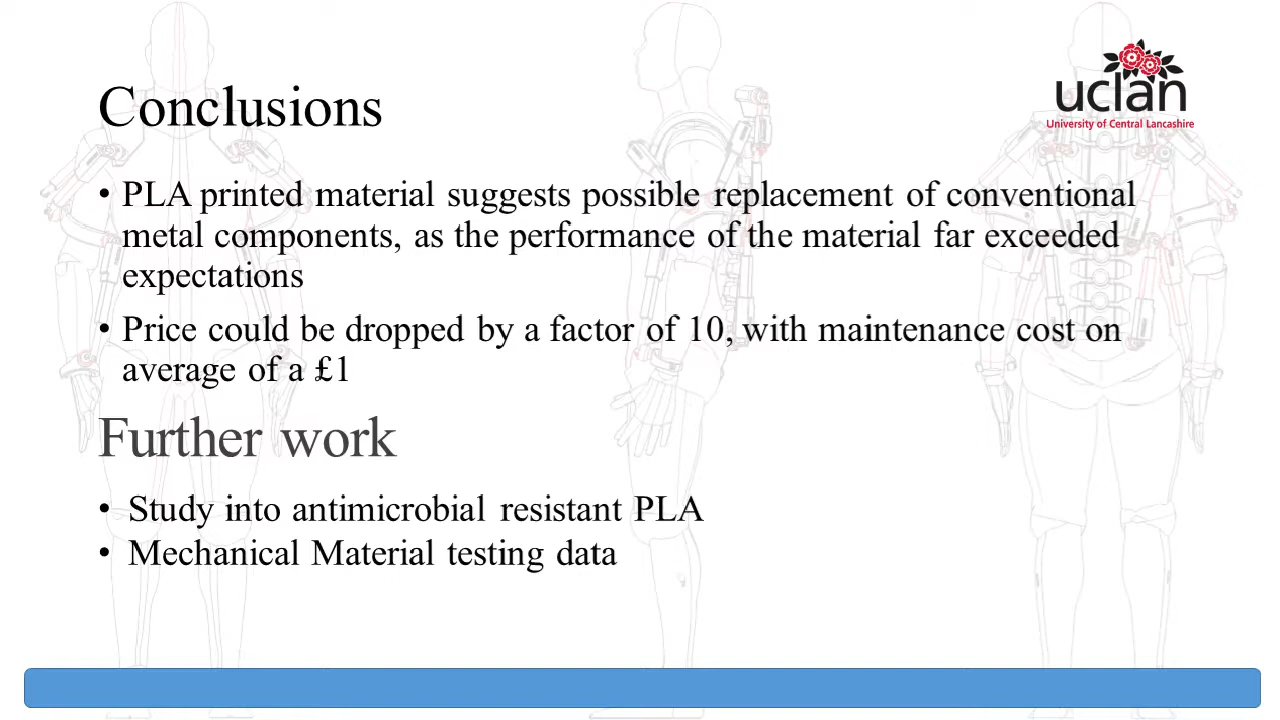 uclan
University of Central Lancashire
Conclusions
• PLA printed material suggests possible replacement of conventional
metal components, as the performance of the material far exceeded
expectations
• Price could be dropped by a factor of 10, with maintenance cost on
average of a £1
Further work
• Study into antimicrobial resistant PLA
• Mechanical Material testing data